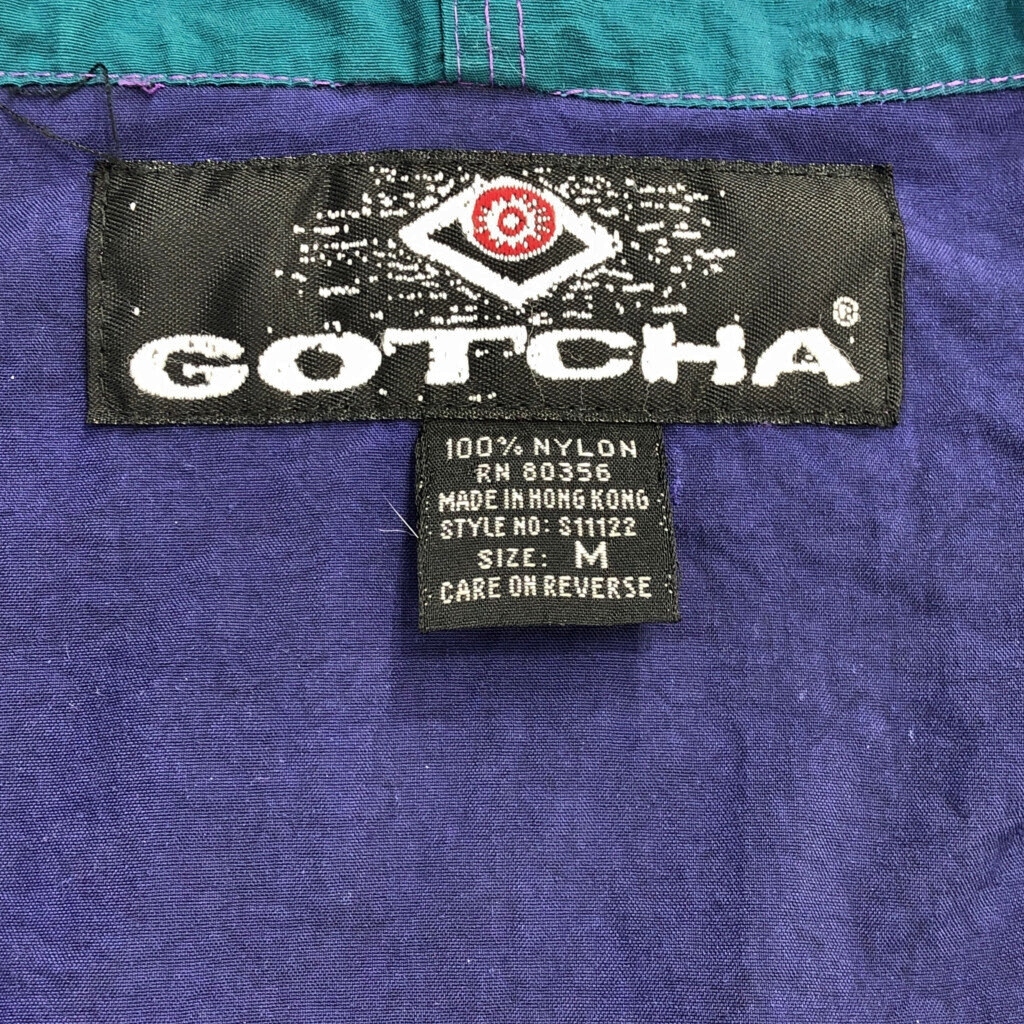 GOTCHA®
100% NYLON
RN 80356
MADE IN HONG KONG
STYLE NO: S11122
SIZE: M
CARE ON REVERSE